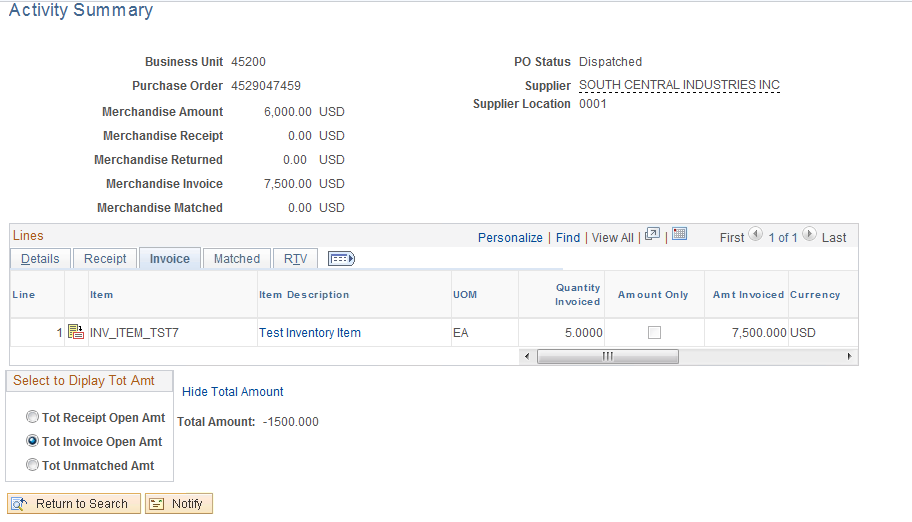 Activity Summary
Business Unit 45200 PO Status Dispatched
Purchase Order 4529047459 Supplier SOUTH CENTRAL INDUSTRIES INC
Supplier Location 0001
Merchandise Amount 6,000.00 USD
Merchandise Receipt 0.00 USD
Merchandise Returned 0.00 USD
Merchandise Invoice 7,500.00 USD
Merchandise Matched 0.00 USD
Lines Personalize | Find | View All | | First 1 of 1 Last
Details Receipt Invoice Matched RTV
Line Item Item Description UOM Quantity Invoiced Amount Only Amt Invoiced Currency
1 INV_ITEM_TST7 Test Inventory Item EA 5.0000 7,500.000 USD
Select to Diplay Tot Amt
Hide Total Amount
Tot Receipt Open Amt
Total Amount: -1500.000
Tot Invoice Open Amt
Tot Unmatched Amt
Return to Search Notify